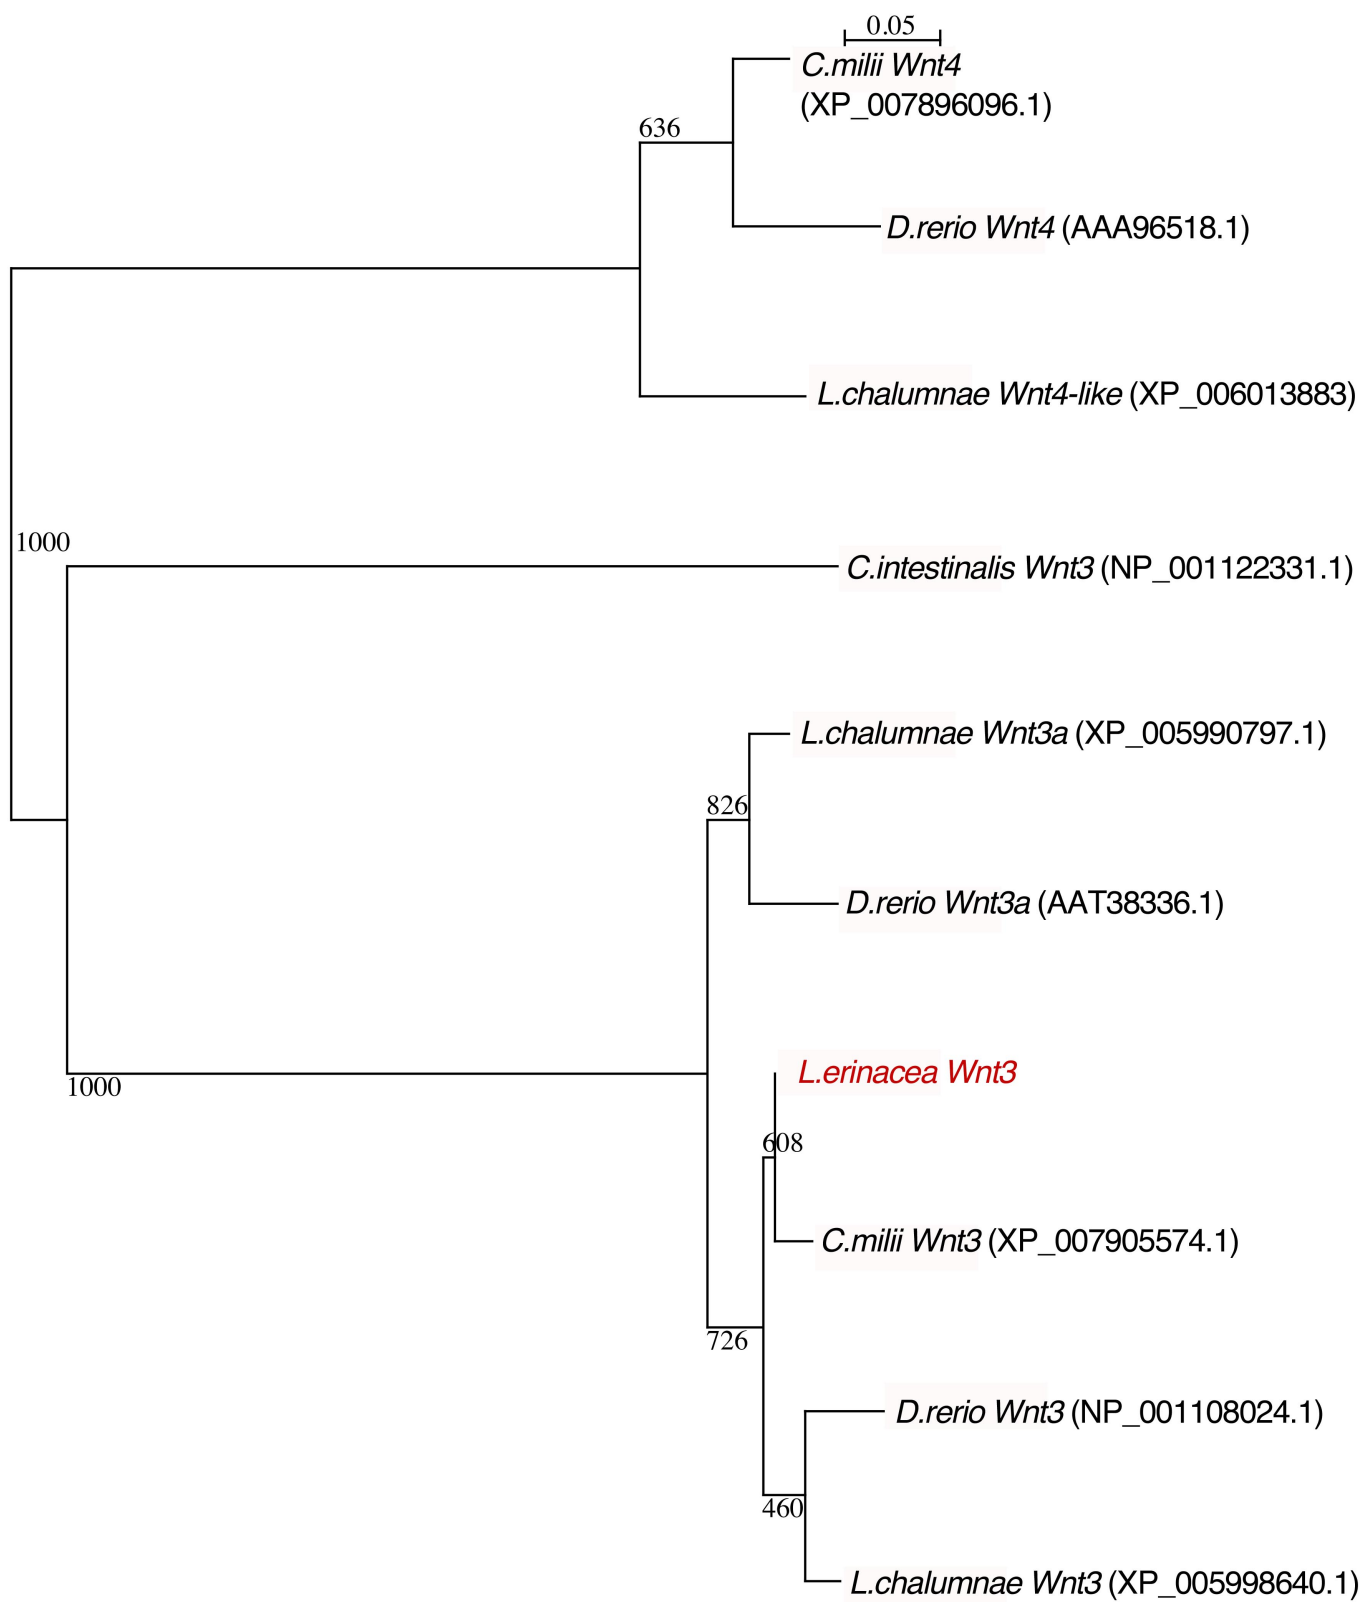 0.05
C.milii Wnt4
(XP_007896096.1)
636
D.rerio Wnt4 (AAA96518.1)
L.chalumnae Wnt4-like (XP_006013883)
1000
C.intestinalis Wnt3 (NP_001122331.1)
L.chalumnae Wnt3a (XP_005990797.1)
826
D.rerio Wnt3a (AAT38336.1)
L.erinacea Wnt3
1000
608
C.milii Wnt3 (XP_007905574.1)
726
D.rerio Wnt3 (NP_001108024.1)
460
L.chalumnae Wnt3 (XP_005998640.1)